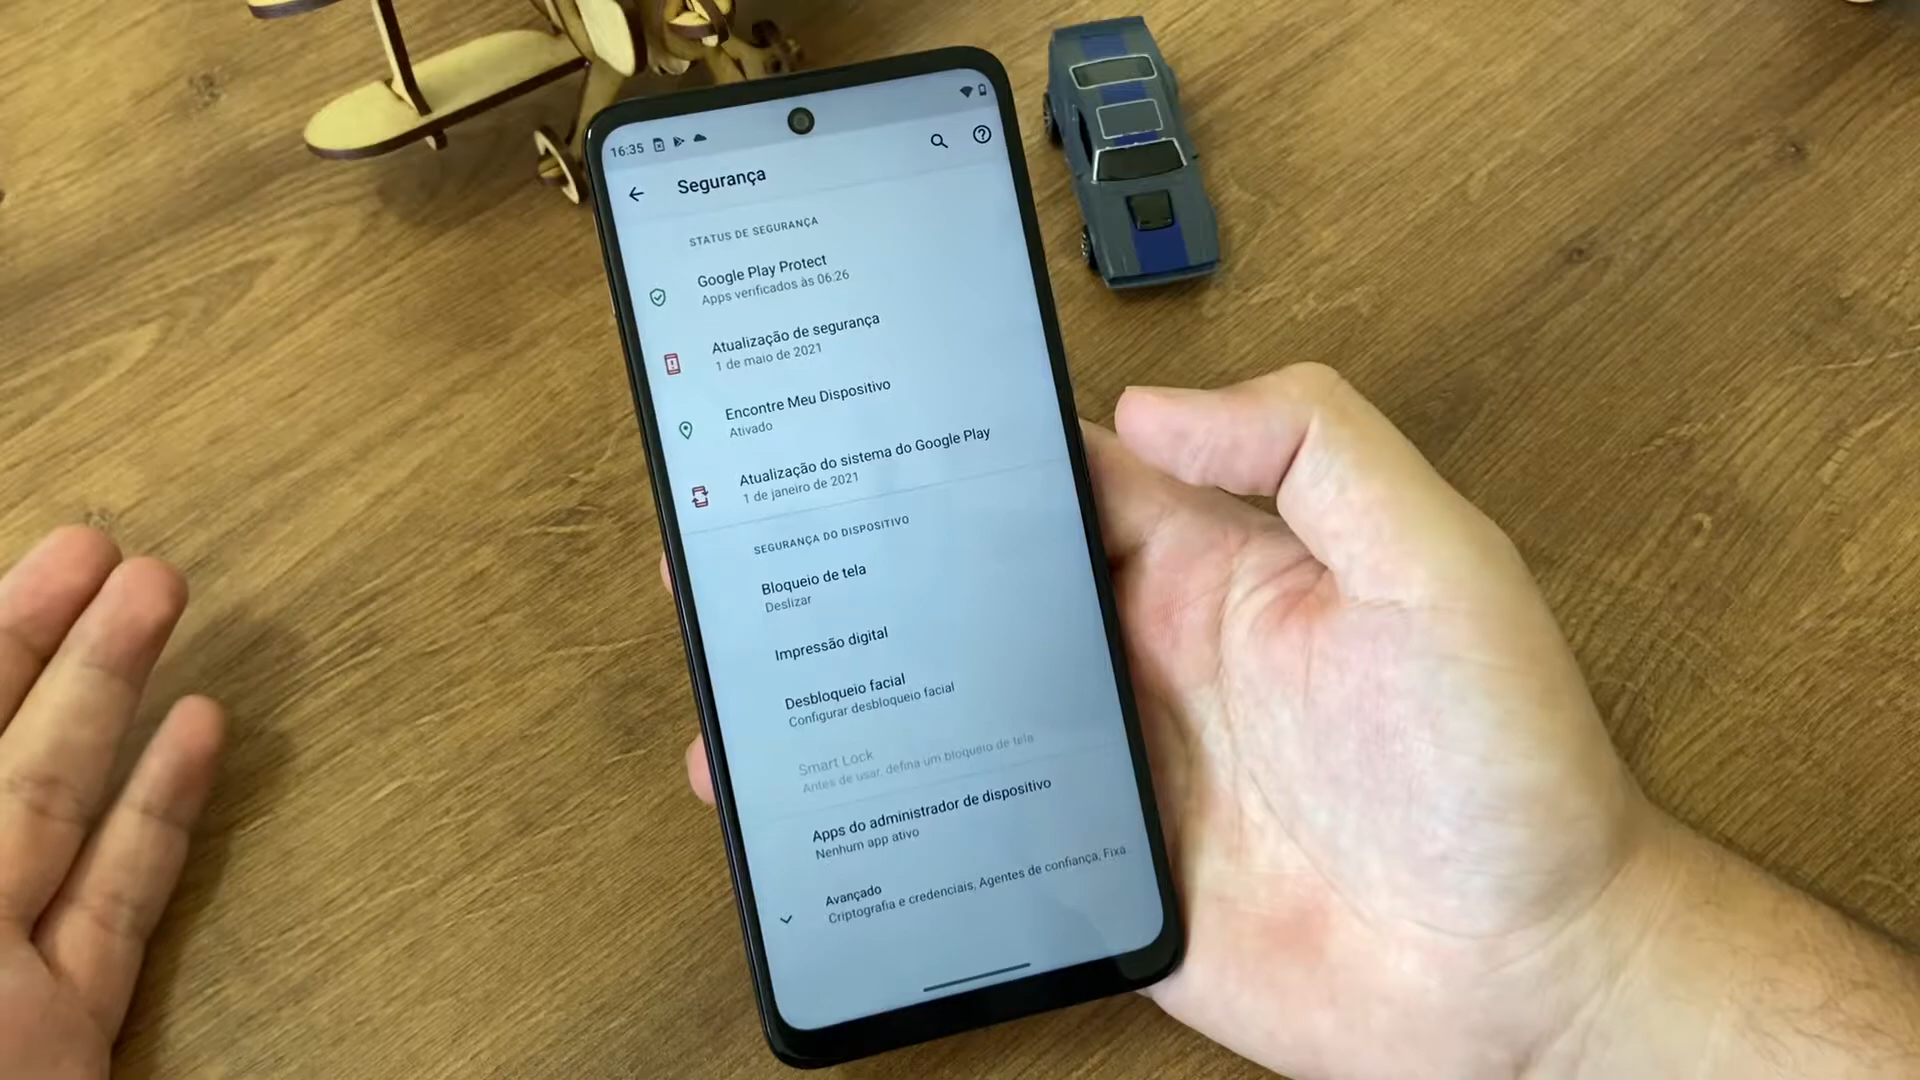 16:35
Segurança
STATUS DE SEGURANÇA
Google Play Protect
Apps verificados às 06:26
Atualização de segurança
1 de maio de 2021
Encontre Meu Dispositivo
Ativado
Atualização do sistema do Google Play
1 de janeiro de 2021
SEGURANÇA DO DISPOSITIVO
Bloqueio de tela
Deslizar
Impressão digital
Desbloqueio facial
Configurar desbloqueio facial
Smart Lock
Antes de usar, defina um bloqueio de tela
Apps do administrador de dispositivo
Nenhum app ativo
Avançado
Criptografia e credenciais, Agentes de confiança, Fixa..